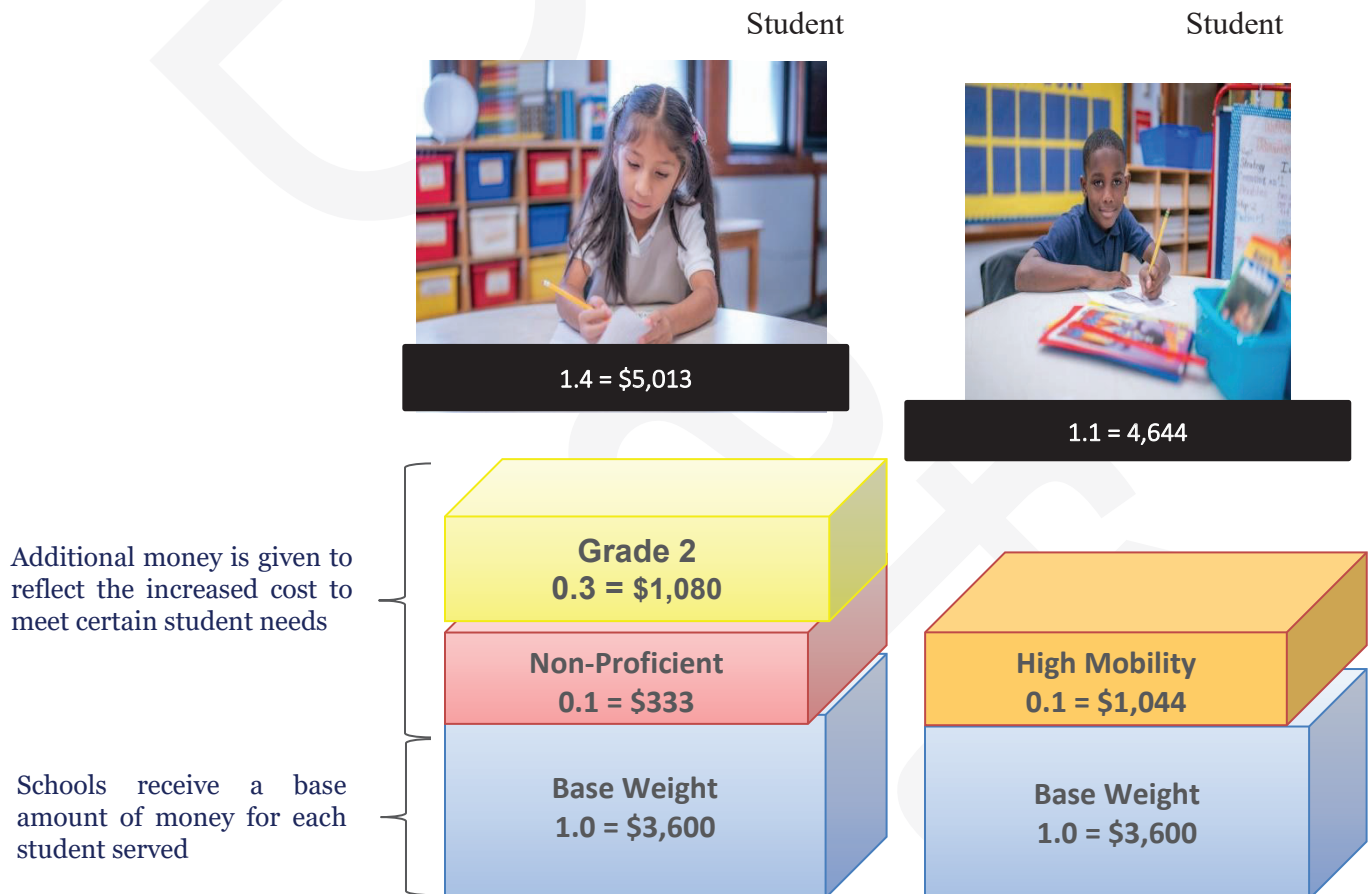 Student
Student
1.4 = $5,013
1.1 = 4,644
Additional money is given to
reflect the increased cost to
meet certain student needs
Grade 2
0.3 = $1,080
Non-Proficient
0.1 = $333
High Mobility
0.1 = $1,044
Schools receive a base
amount of money for each
student served
Base Weight
1.0 = $3,600
Base Weight
1.0 = $3,600